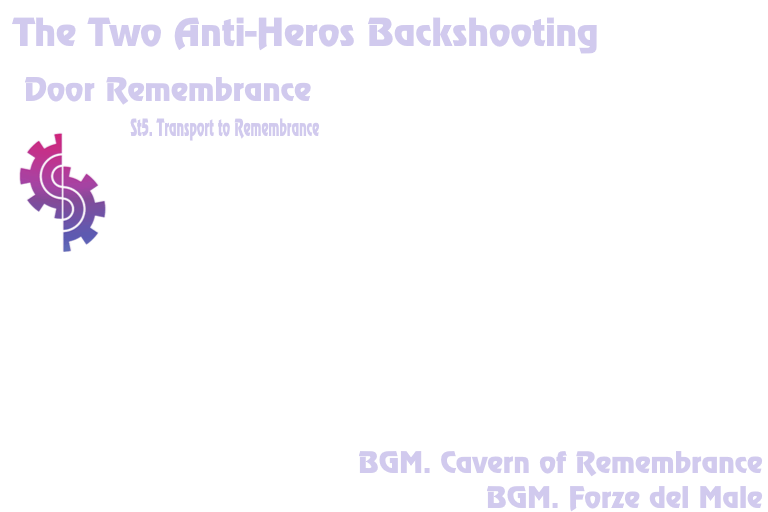 The Two Anti-Heros Backshooting
Door Remembrance
St5. Transport to Remembrance
BGM. Cavern of Remembrance
BGM. Forze del Male